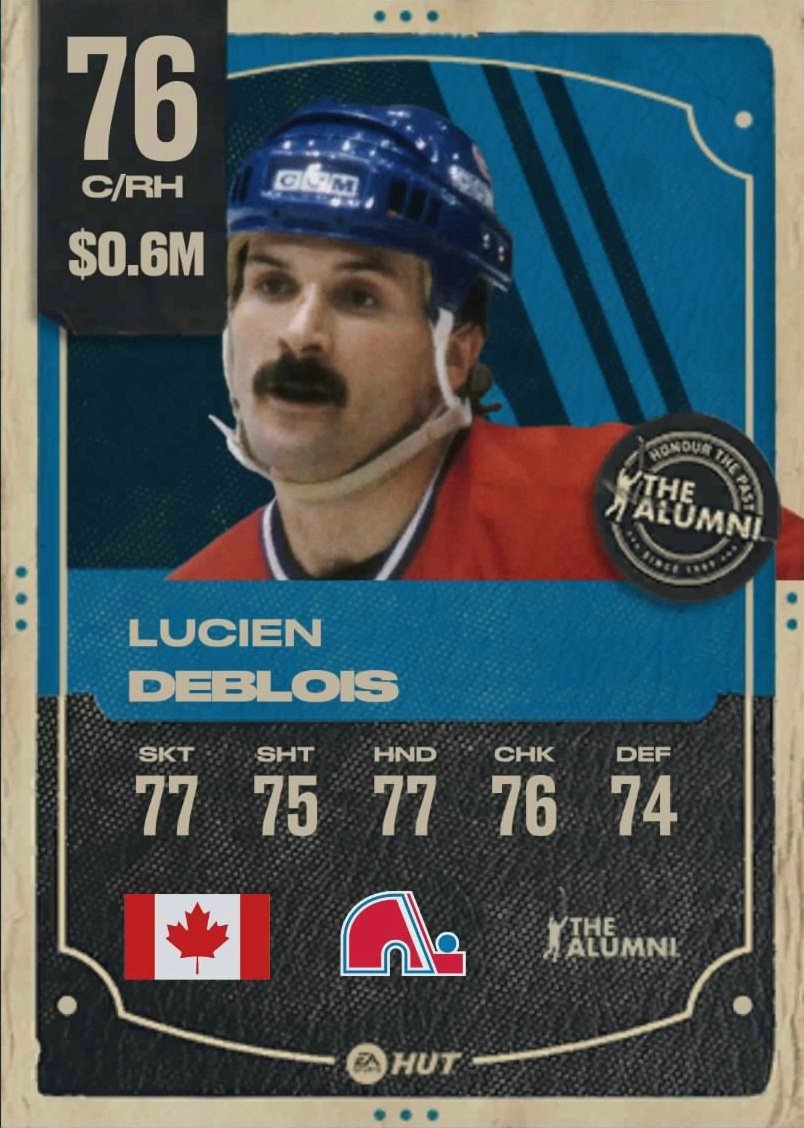 76
C/RH
$0.6M
CCM
HONOUR THE PAST
THE
ALUMNI
LUCIEN
DEBLOIS
SKT SHT HND CHK DEF
77 75 77 76 74
THE
ALUMNI
EA HUT